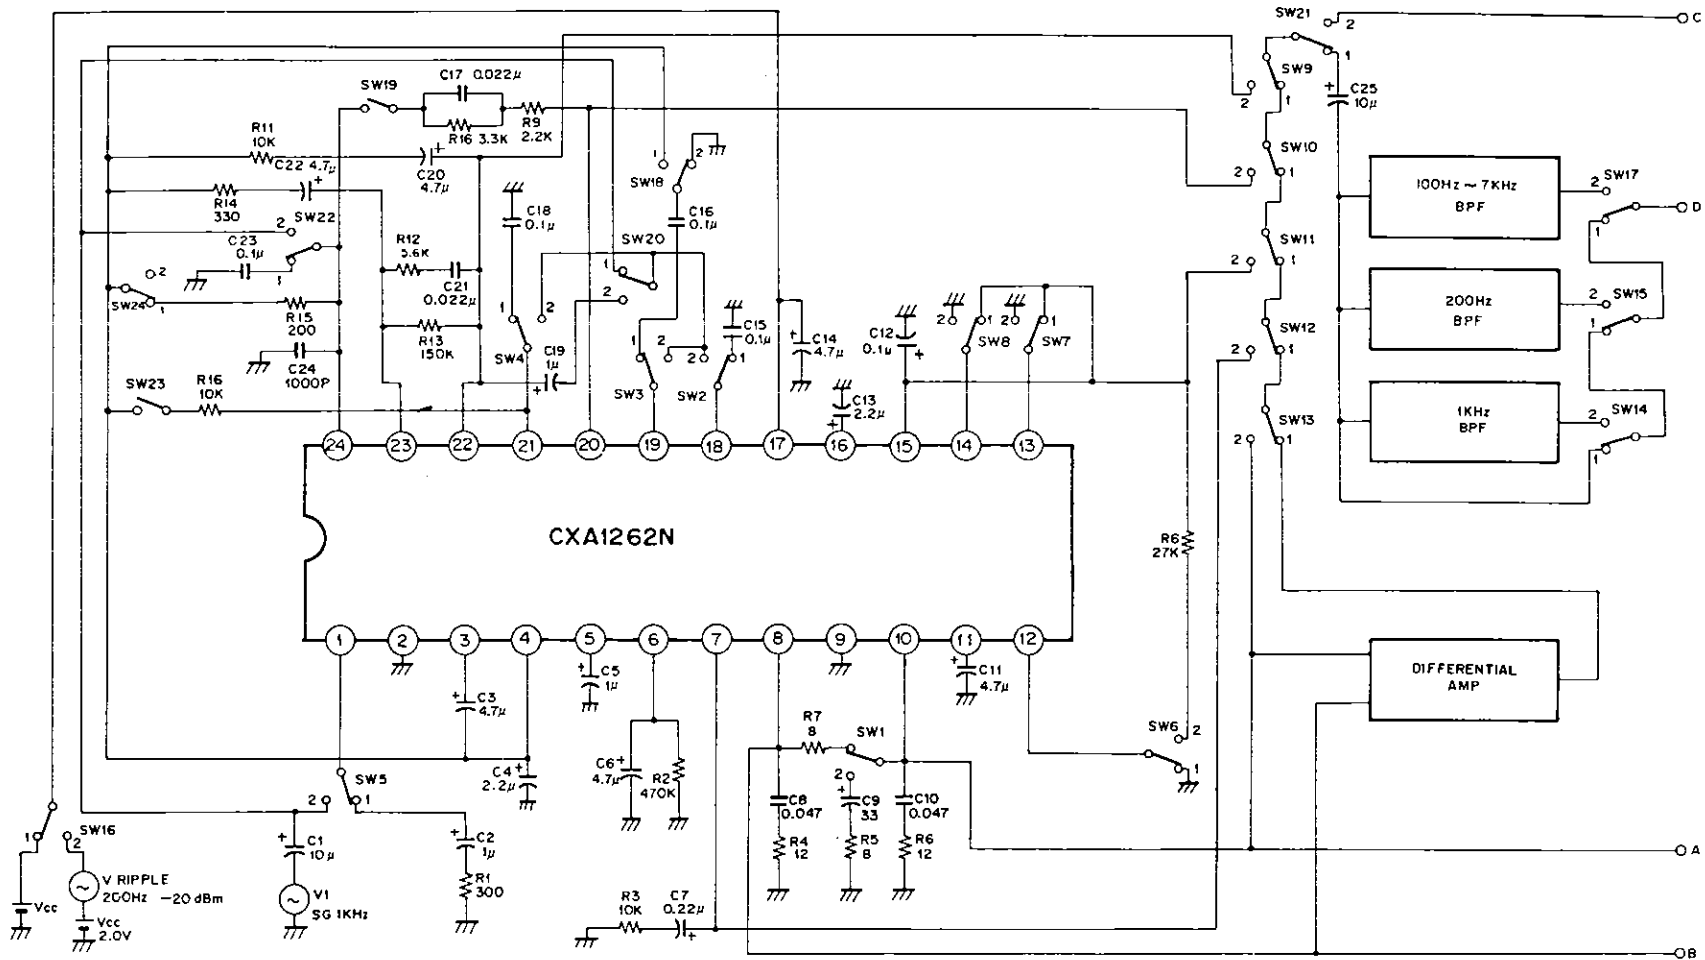 SW21
2
1
C
SW9
2
1
C25
10μ
SW19
C17 0.022μ
R16 3.3K
R9
2.2K
R11
10K
C22 4.7μ
C20
4.7μ
R14
330
SW22
2
1
C23
0.1μ
SW24
2
1
R15
200
C24
1000P
SW23
R16
10K
R12
5.6K
C21
0.022μ
R13
150K
C18
0.1μ
1
2
SW4
C19
1μ
SW18
1
2
C16
0.1μ
SW20
1
2
SW3
1
2
SW2
2
1
C15
0.1μ
C14
4.7μ
C13
2.2μ
C12
0.1μ
SW8
2
1
SW7
2
1
SW10
2
1
SW11
2
1
SW12
2
1
SW13
2
1
100Hz ~ 7KHz
BPF
SW17
2
1
D
200Hz
BPF
SW15
2
1
1KHz
BPF
SW14
2
1
24
23
22
21
20
19
18
17
16
15
14
13
CXA1262N
R6
27K
1
2
3
4
5
6
7
8
9
10
11
12
C3
4.7μ
C4
2.2μ
C5
1μ
C6
4.7μ
R2
470K
R7
8
SW1
1
2
C8
0.047
C9
33
C10
0.047
R4
12
R5
8
R6
12
C11
4.7μ
SW6
2
1
DIFFERENTIAL
AMP
SW5
2
1
C1
10μ
C2
1μ
R1
300
V1
SG 1KHz
SW16
1
2
V RIPPLE
200Hz -20 dBm
Vcc
Vcc
2.0V
R3
10K
C7
0.22μ
A
B